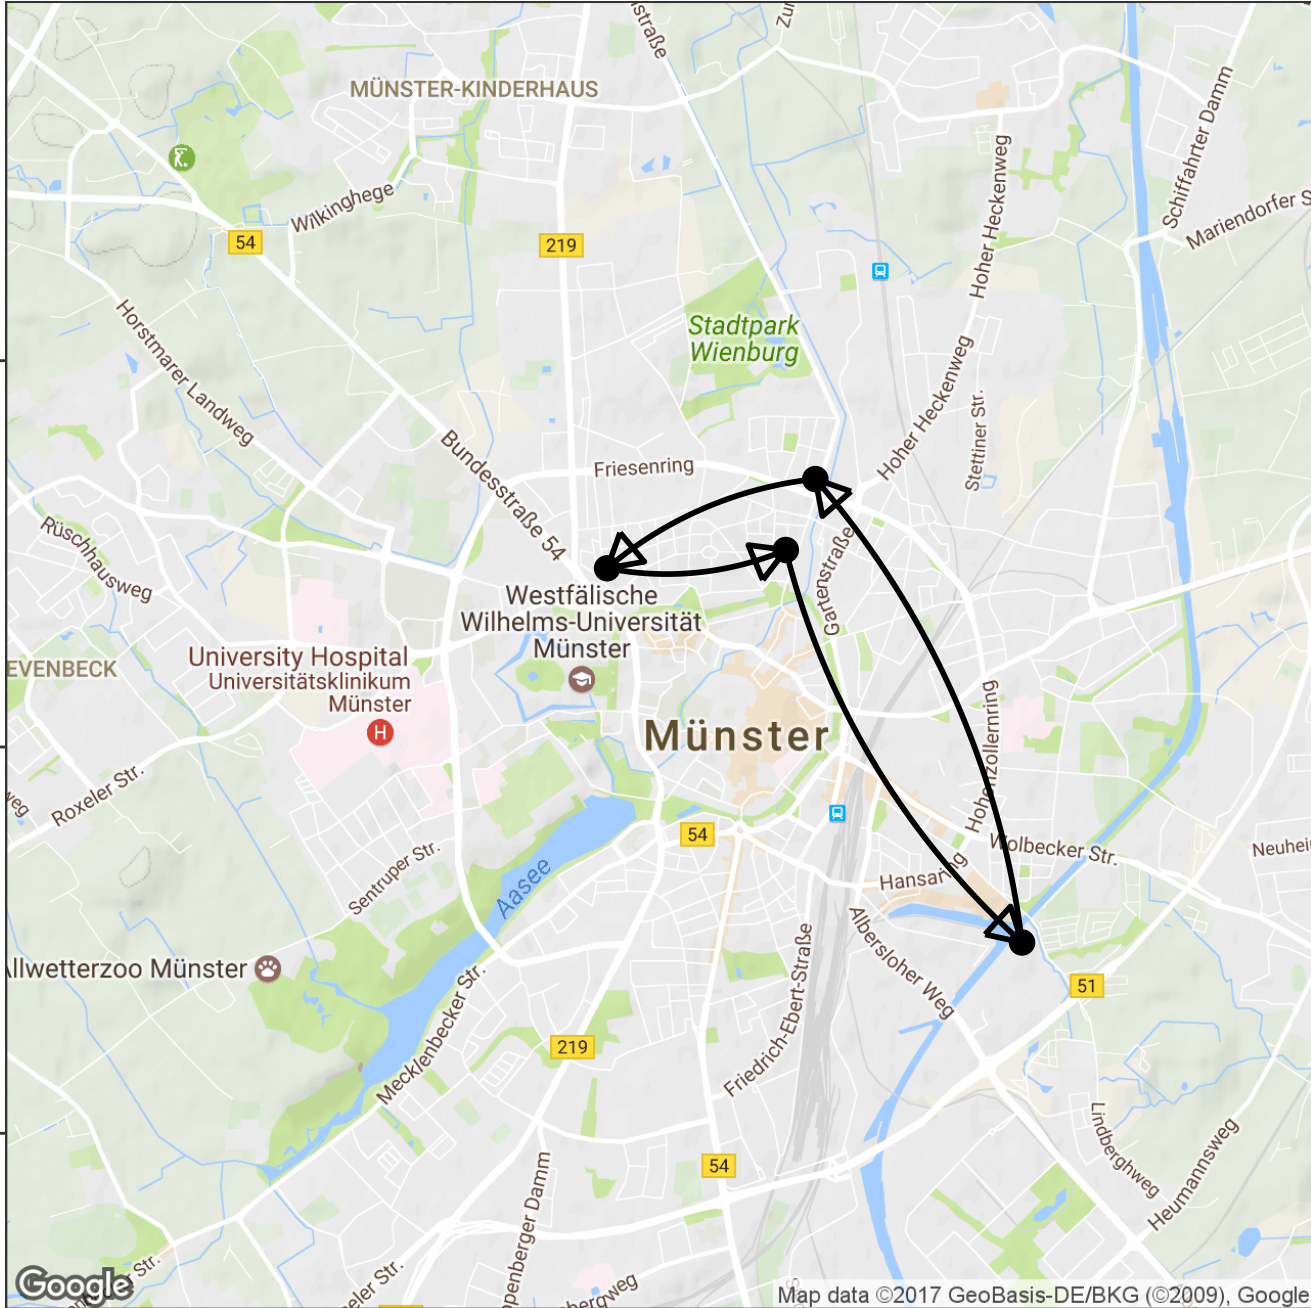 MÜNSTER-KINDERHAUS
Schiffahrter Damm
Wilkinghege
Mariendorfer S
54
219
Hoher Heckenweg
Stadtpark
Wienburg
Horstmarer Landweg
Hoher Heckenweg
Stettiner Str.
Bundesstraße 54
Friesenring
Rüschhausweg
Gartenstraße
Westfälische
Wilhelms-Universität
Münster
EVENBECK
University Hospital
Universitätsklinikum
Münster
H
Münster
Hohenzollernring
Roxeler Str.
54
Wolbecker Str.
Neuhei
Sentruper Str.
Hansaring
Aasee
Albersloher Weg
llwetterzoo Münster
51
Mecklenbecker Str.
Friedrich-Ebert-Straße
219
Lindberghweg
54
Heumannsweg
Google
Map data ©2017 GeoBasis-DE/BKG (©2009), Google